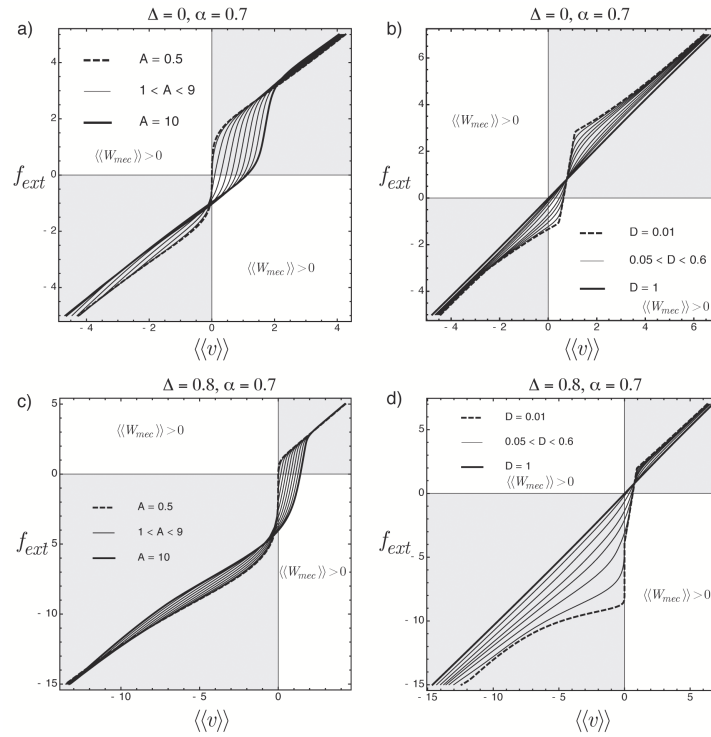 Δ = 0, α = 0.7
a)
A = 0.5
1 < A < 9
A = 10
⟨⟨W_mec⟩⟩ > 0
⟨⟨W_mec⟩⟩ > 0
f_ext
4
2
0
- 2
- 4
- 4
- 2
0
2
4
⟨⟨v⟩⟩
Δ = 0, α = 0.7
b)
⟨⟨W_mec⟩⟩ > 0
D = 0.01
0.05 < D < 0.6
D = 1
⟨⟨W_mec⟩⟩ > 0
f_ext
6
4
2
0
- 2
- 4
- 4
- 2
0
2
4
6
⟨⟨v⟩⟩
Δ = 0.8, α = 0.7
c)
⟨⟨W_mec⟩⟩ > 0
A = 0.5
1 < A < 9
A = 10
⟨⟨W_mec⟩⟩ > 0
f_ext
5
0
- 5
- 10
- 15
- 10
- 5
0
⟨⟨v⟩⟩
Δ = 0.8, α = 0.7
d)
D = 0.01
0.05 < D < 0.6
D = 1
⟨⟨W_mec⟩⟩ > 0
⟨⟨W_mec⟩⟩ > 0
f_ext
5
0
- 5
- 10
- 15
- 15
- 10
- 5
0
5
⟨⟨v⟩⟩